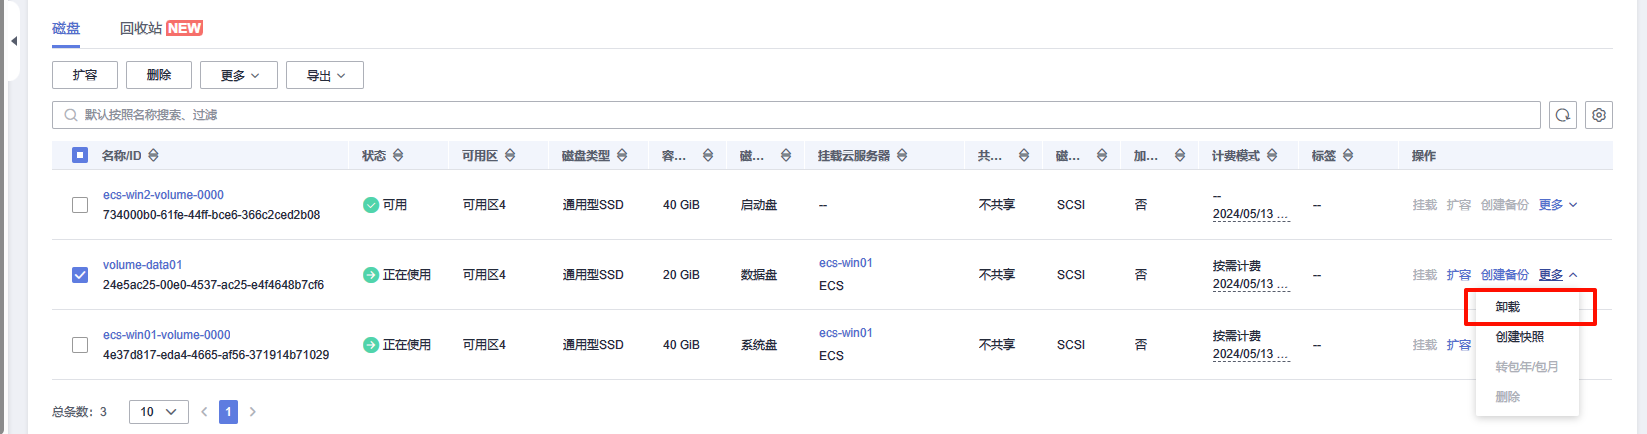 磁盘 回收站 NEW
扩容 删除 更多 导出
默认按照名称搜索、过滤
名称/ID 状态 可用区 磁盘类型 容... 磁... 挂载云服务器 共... 磁... 加... 计费模式 标签 操作
ecs-win2-volume-0000
734000b0-61fe-44ff-bce6-366c2ced2b08
可用 可用区4 通用型SSD 40 GiB 启动盘 -- 不共享 SCSI 否
--
2024/05/13 ...
-- 挂载 扩容 创建备份 更多
volume-data01
24e5ac25-00e0-4537-ac25-e4f4648b7cf6
正在使用 可用区4 通用型SSD 20 GiB 数据盘
ecs-win01
ECS
不共享 SCSI 否
按需计费
2024/05/13 ...
-- 挂载 扩容 创建备份 更多
卸载
创建快照
转包年/包月
删除
ecs-win01-volume-0000
4e37d817-eda4-4665-af56-371914b71029
正在使用 可用区4 通用型SSD 40 GiB 系统盘
ecs-win01
ECS
不共享 SCSI 否
按需计费
2024/05/13 ...
-- 挂载 扩容
总条数: 3 10 1